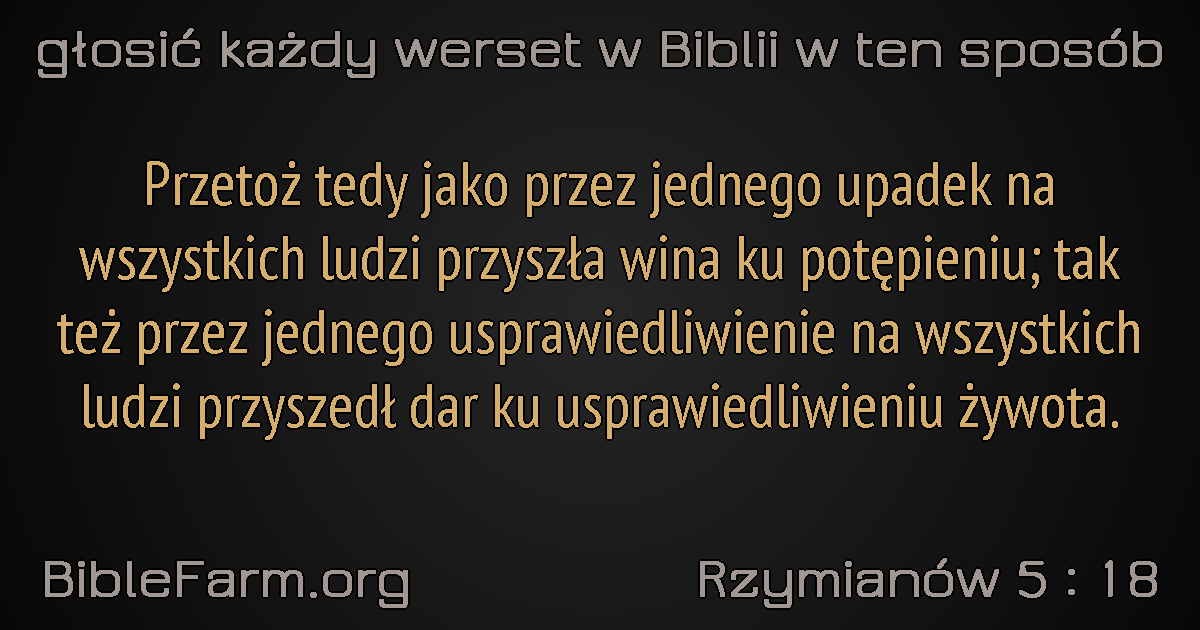 głosić każdy werset w Biblii w ten sposób
Przetoż tedy jako przez jednego upadek na
wszystkich ludzi przyszła wina ku potępieniu; tak
też przez jednego usprawiedliwienie na wszystkich
ludzi przyszedł dar ku usprawiedliwieniu żywota.
BibleFarm.org
Rzymianów 5 : 18